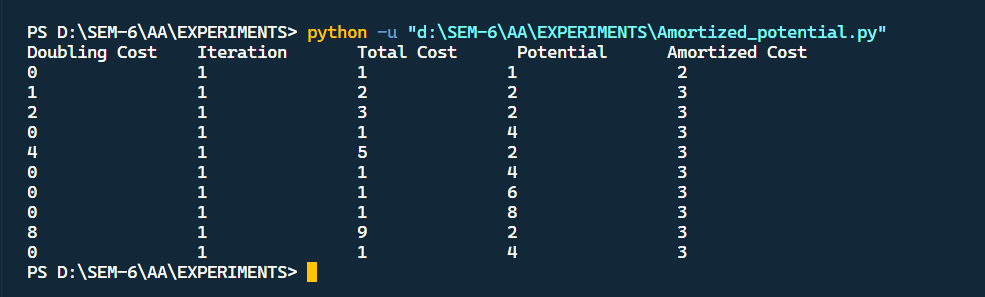 PS D:\SEM-6\AA\EXPERIMENTS> python -u "d:\SEM-6\AA\EXPERIMENTS\Amortized_potential.py"
Doubling Cost    Iteration       Total Cost      Potential      Amortized Cost
0                1               1              1                2
1                1               2              2                3
2                1               3              2                3
0                1               1              4                3
4                1               5              2                3
0                1               1              4                3
0                1               1              6                3
0                1               1              8                3
8                1               9              2                3
0                1               1              4                3
PS D:\SEM-6\AA\EXPERIMENTS>